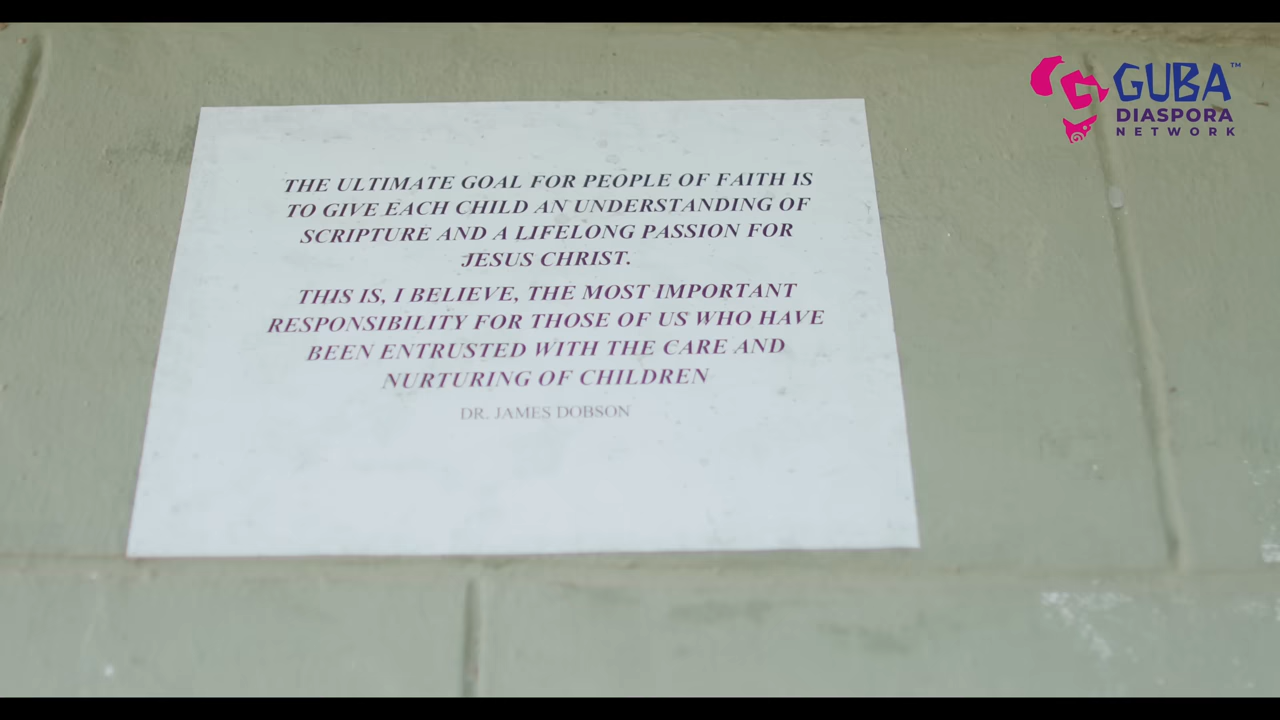 GUBA™
DIASPORA
NETWORK
THE ULTIMATE GOAL FOR PEOPLE OF FAITH IS
TO GIVE EACH CHILD AN UNDERSTANDING OF
SCRIPTURE AND A LIFELONG PASSION FOR
JESUS CHRIST.
THIS IS, I BELIEVE, THE MOST IMPORTANT
RESPONSIBILITY FOR THOSE OF US WHO HAVE
BEEN ENTRUSTED WITH THE CARE AND
NURTURING OF CHILDREN
DR. JAMES DOBSON